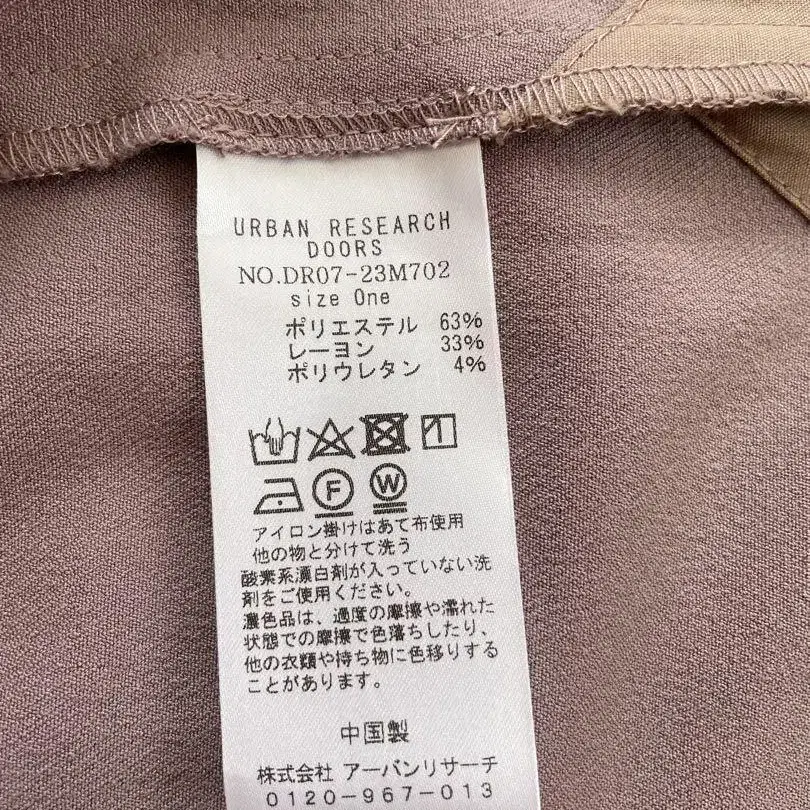 URBAN RESEARCH
DOORS
NO.DR07-23M702
size One
ポリエステル 63%
レーヨン 33%
ポリウレタン 4%
F W
アイロン掛けはあて布使用
他の物と分けて洗う
酸素系漂白剤が入っていない洗
剤をご使用ください。
濃色品は、過度の摩擦や濡れた
状態での摩擦で色落ちしたり、
他の衣類や持ち物に色移りする
ことがあります。
中国製
株式会社 アーバンリサーチ
0120-967-013